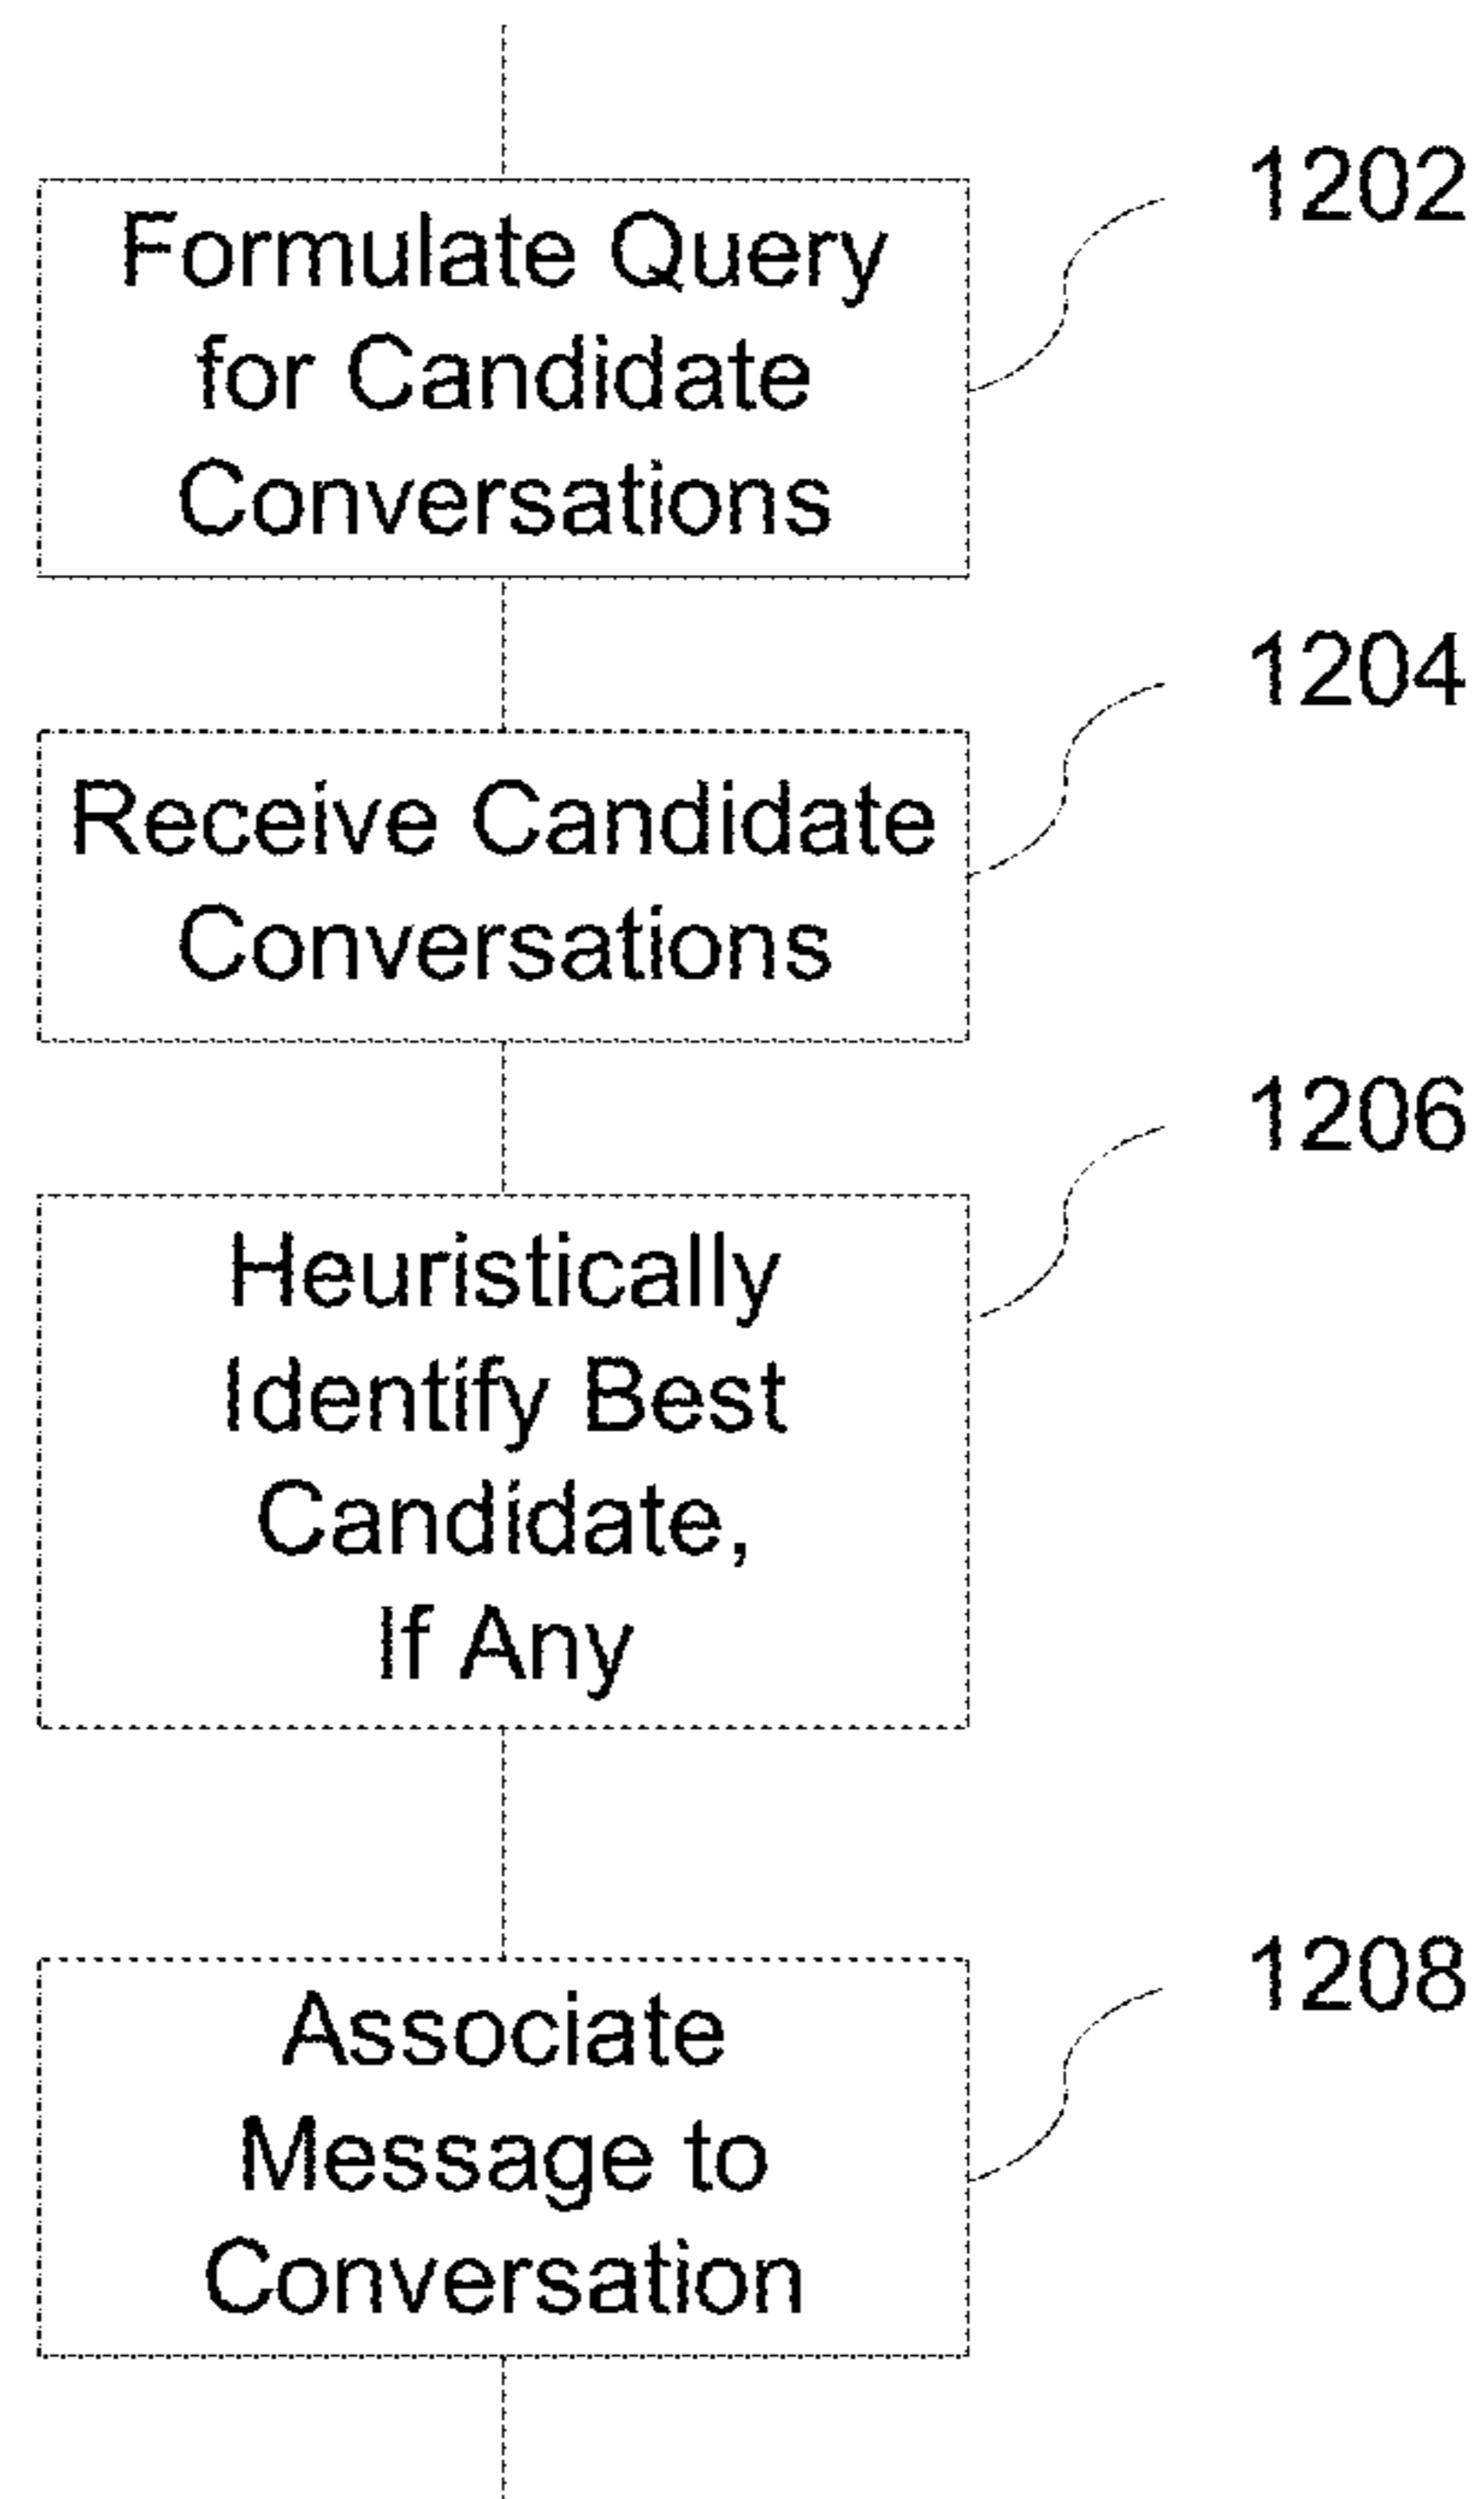 1202
Formulate Query
for Candidate
Conversations
1204
Receive Candidate
Conversations
1206
Heuristically
Identify Best
Candidate,
If Any
1208
Associate
Message to
Conversation